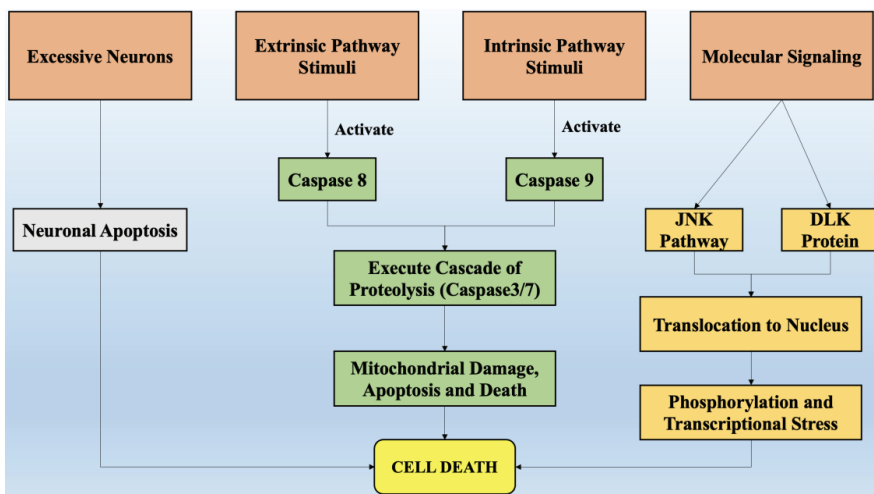 Excessive Neurons
Extrinsic Pathway
Stimuli
Intrinsic Pathway
Stimuli
Molecular Signaling
Activate
Activate
Caspase 8
Caspase 9
Neuronal Apoptosis
JNK
Pathway
DLK
Protein
Execute Cascade of
Proteolysis (Caspase3/7)
Translocation to Nucleus
Mitochondrial Damage,
Apoptosis and Death
Phosphorylation and
Transcriptional Stress
CELL DEATH